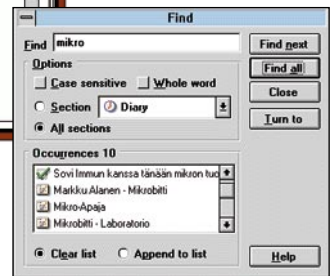 Find
Find mikro
Find next
Options
Find all
Case sensitive Whole word
Close
Section Diary
Turn to
All sections
Occurences 10
Sovi Immun kanssa tänään mikron tuo
Markku Alanen - Mikrobitti
Mikro-Apaja
Mikrobitti - Laboratorio
Clear list Append to list
Help